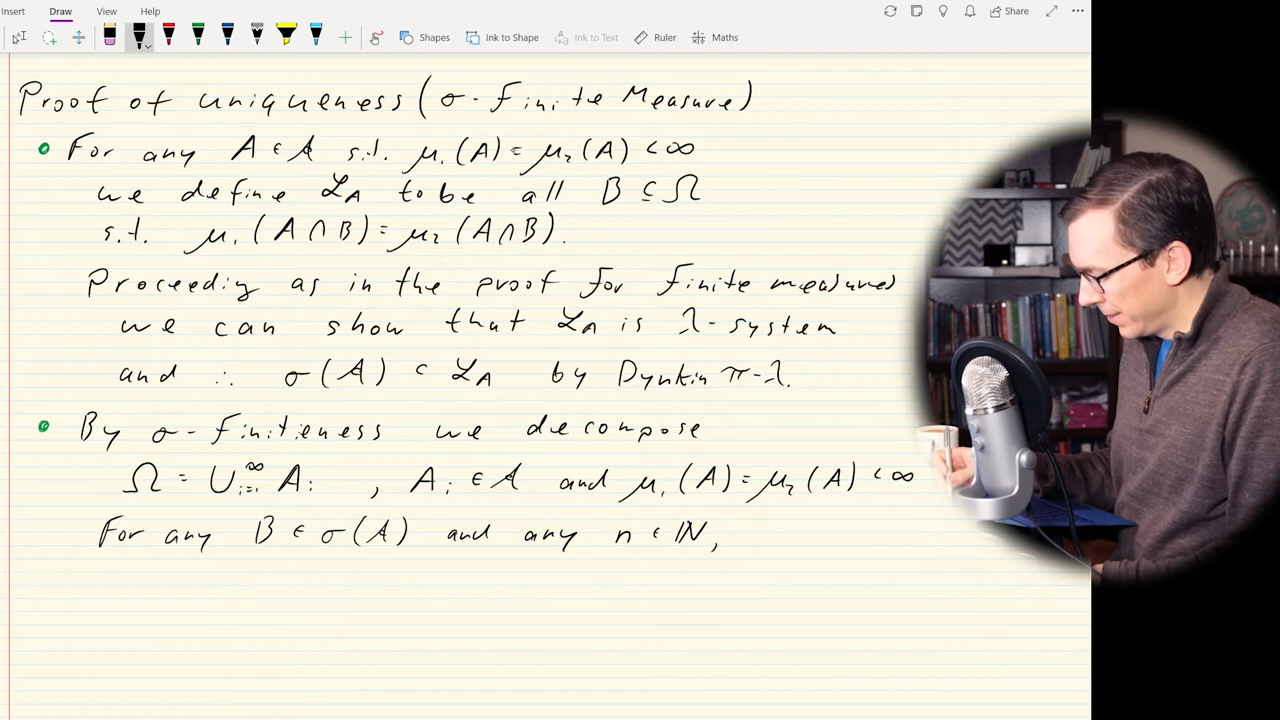 Insert Draw View Help Share
Shapes Ink to Shape Ink to Text Ruler Maths
Proof of uniqueness (σ-finite Measure)
For any A ∈ 𝒜 s.t. μ₁(A) = μ₂(A) < ∞
we define ℒ_A to be all B ⊆ Ω
s.t. μ₁(A ∩ B) = μ₂(A ∩ B).
Proceedig as in the proof for finite measures
we can show that ℒ_A is λ-system
and ∴ σ(𝒜) ⊂ ℒ_A by Dynkin π-λ.
By σ-finiteness we decompose
Ω = ∪_{i=1}^∞ A_i , A_i ∈ 𝒜 and μ₁(A) = μ₂(A) < ∞
For any B ∈ σ(𝒜) and any n ∈ ℕ,